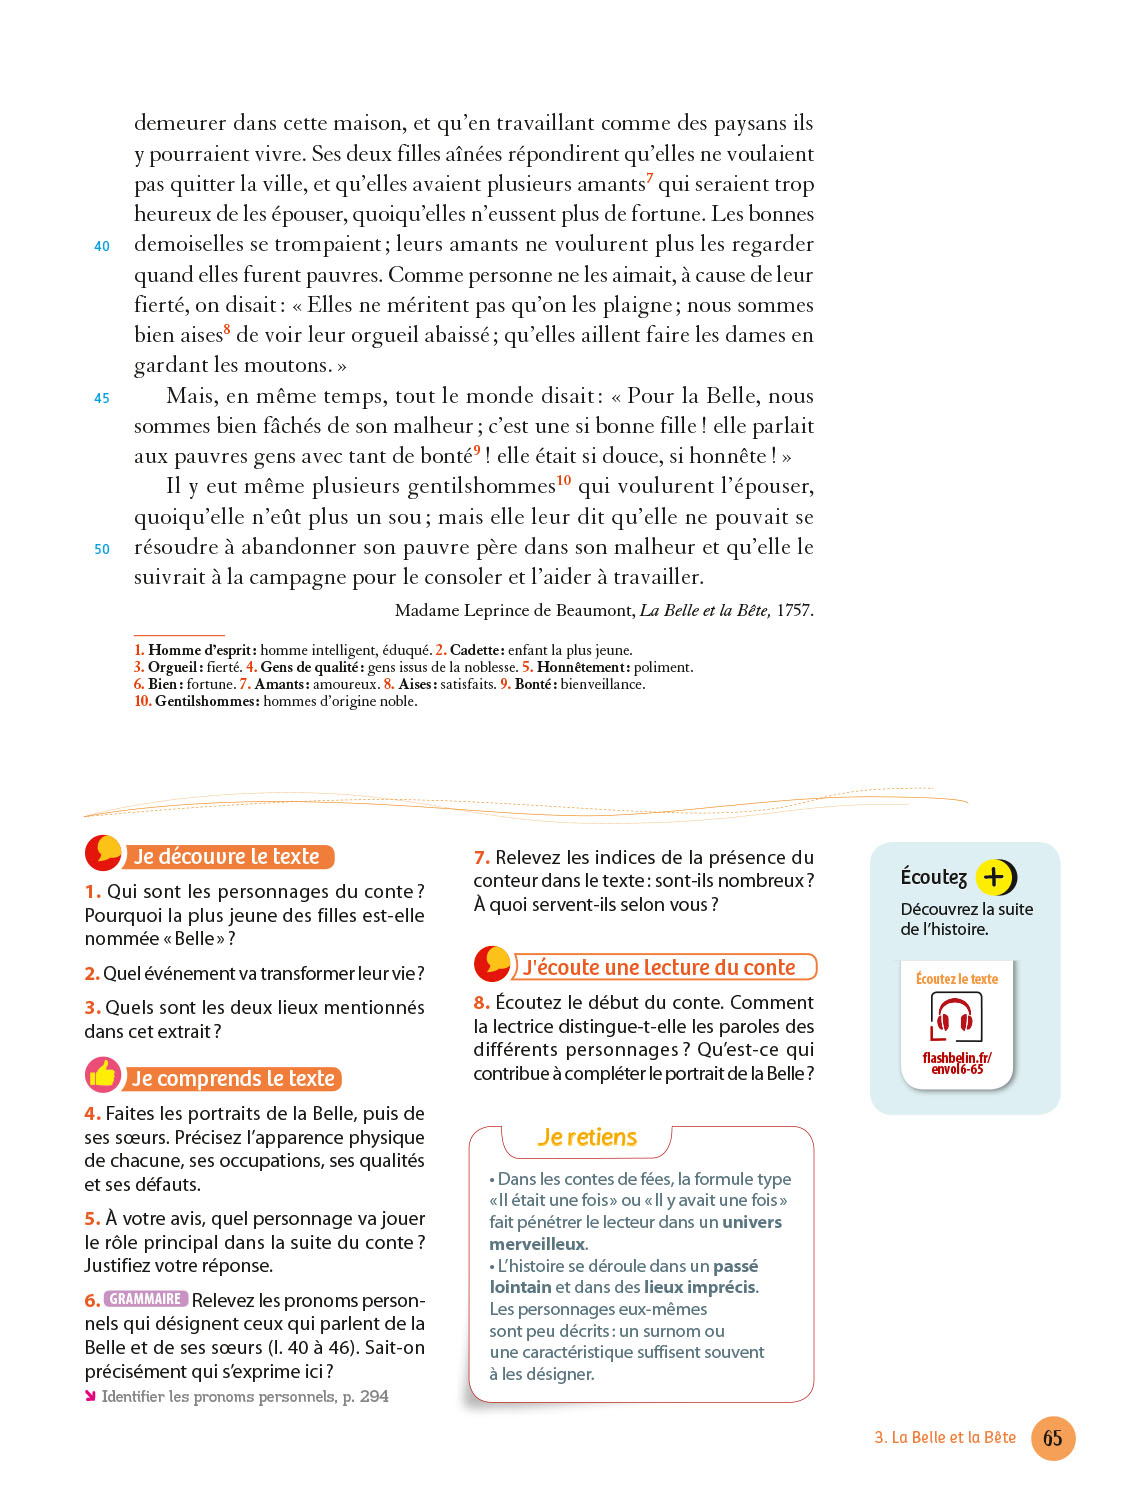 demeurer dans cette maison, et qu’en travaillant comme des paysans ils
y pourraient vivre. Ses deux filles aînées répondirent qu’elles ne voulaient
pas quitter la ville, et qu’elles avaient plusieurs amants7 qui seraient trop
heureux de les épouser, quoiqu’elles n’eussent plus de fortune. Les bonnes
40 demoiselles se trompaient ; leurs amants ne voulurent plus les regarder
quand elles furent pauvres. Comme personne ne les aimait, à cause de leur
fierté, on disait : « Elles ne méritent pas qu’on les plaigne ; nous sommes
bien aises8 de voir leur orgueil abaissé ; qu’elles aillent faire les dames en
gardant les moutons. »
45 Mais, en même temps, tout le monde disait : « Pour la Belle, nous
sommes bien fâchés de son malheur ; c’est une si bonne fille ! elle parlait
aux pauvres gens avec tant de bonté9 ! elle était si douce, si honnête ! »
Il y eut même plusieurs gentilshommes10 qui voulurent l’épouser,
quoiqu’elle n’eût plus un sou ; mais elle leur dit qu’elle ne pouvait se
50 résoudre à abandonner son pauvre père dans son malheur et qu’elle le
suivrait à la campagne pour le consoler et l’aider à travailler.
Madame Leprince de Beaumont, La Belle et la Bête, 1757.
1. Homme d’esprit : homme intelligent, éduqué. 2. Cadette : enfant la plus jeune.
3. Orgueil : fierté. 4. Gens de qualité : gens issus de la noblesse. 5. Honnêtement : poliment.
6. Bien : fortune. 7. Amants : amoureux. 8. Aises : satisfaits. 9. Bonté : bienveillance.
10. Gentilshommes : hommes d’origine noble.
Je découvre le texte
1. Qui sont les personnages du conte ?
Pourquoi la plus jeune des filles est-elle
nommée « Belle » ?
2. Quel événement va transformer leur vie ?
3. Quels sont les deux lieux mentionnés
dans cet extrait ?
Je comprends le texte
4. Faites les portraits de la Belle, puis de
ses sœurs. Précisez l’apparence physique
de chacune, ses occupations, ses qualités
et ses défauts.
5. À votre avis, quel personnage va jouer
le rôle principal dans la suite du conte ?
Justifiez votre réponse.
6. GRAMMAIRE Relevez les pronoms person-
nels qui désignent ceux qui parlent de la
Belle et de ses sœurs (l. 40 à 46). Sait-on
précisément qui s’exprime ici ?
Identifier les pronoms personnels, p. 294
7. Relevez les indices de la présence du
conteur dans le texte : sont-ils nombreux ?
À quoi servent-ils selon vous ?
J'écoute une lecture du conte
8. Écoutez le début du conte. Comment
la lectrice distingue-t-elle les paroles des
différents personnages ? Qu’est-ce qui
contribue à compléter le portrait de la Belle ?
Je retiens
• Dans les contes de fées, la formule type
« Il était une fois » ou « Il y avait une fois »
fait pénétrer le lecteur dans un univers
merveilleux.
• L’histoire se déroule dans un passé
lointain et dans des lieux imprécis.
Les personnages eux-mêmes
sont peu décrits : un surnom ou
une caractéristique suffisent souvent
à les désigner.
Écoutez +
Découvrez la suite
de l’histoire.
Écoutez le texte
flashbelin.fr/
envol6-65
3. La Belle et la Bête 65